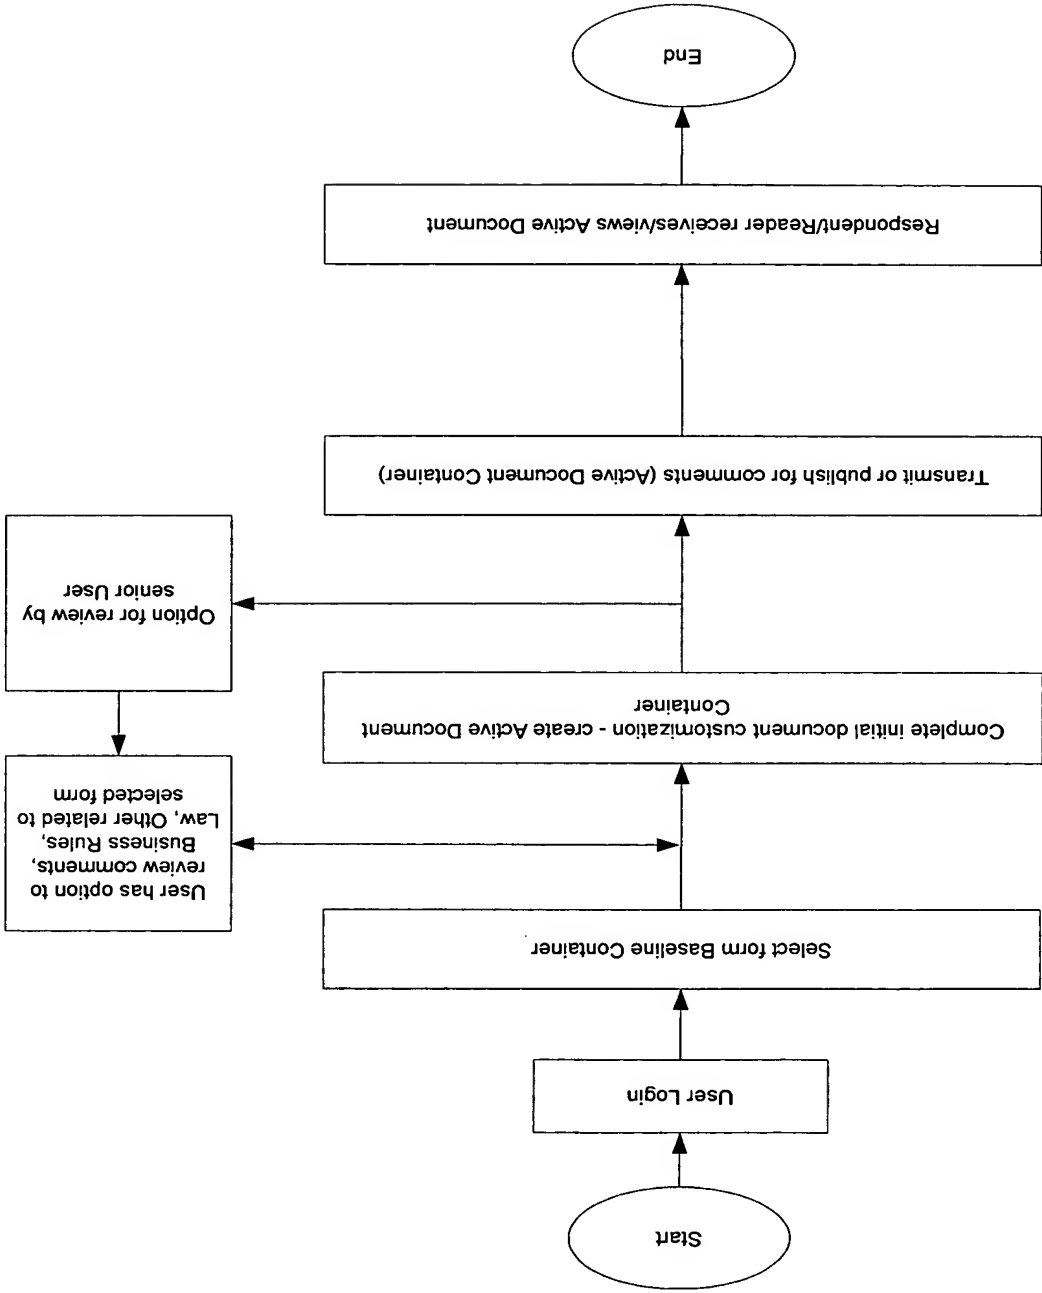 Start
User Login
Select form Baseline Container
User has option to
review comments,
Business Rules,
Law, Other related to
selected form
Complete initial document customization - create Active Document
Container
Option for review by
senior User
Transmit or publish for comments (Active Document Container)
Respondent/Reader receives/views Active Document
End